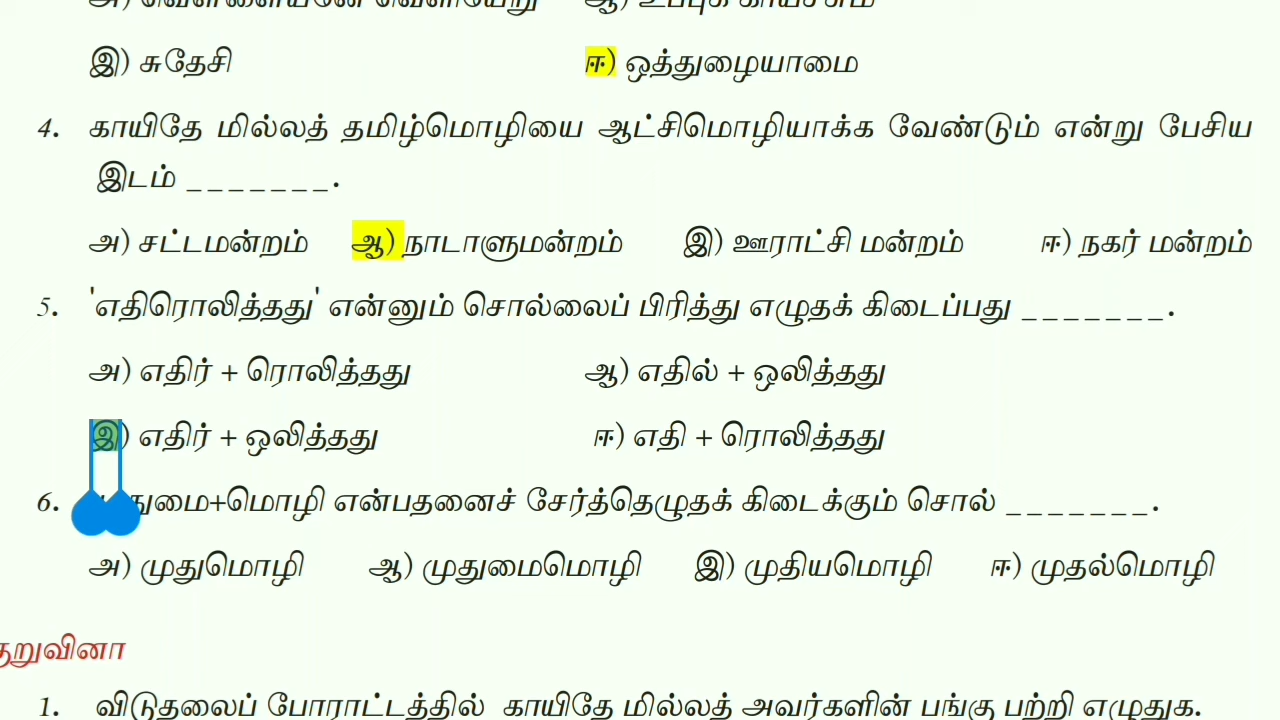 இ) சுதேசி ஈ) ஒத்துழையாமை
4. காயிதே மில்லத் தமிழ்மொழியை ஆட்சிமொழியாக்க வேண்டும் என்று பேசிய
இடம் _______.
அ) சட்டமன்றம் ஆ) நாடாளுமன்றம் இ) ஊராட்சி மன்றம் ஈ) நகர் மன்றம்
5. 'எதிரொலித்தது' என்னும் சொல்லைப் பிரித்து எழுதக் கிடைப்பது _______.
அ) எதிர் + ரொலித்தது ஆ) எதில் + ஒலித்தது
இ) எதிர் + ஒலித்தது ஈ) எதி + ரொலித்தது
6. முதுமை+மொழி என்பதனைச் சேர்த்தெழுதக் கிடைக்கும் சொல் _______.
அ) முதுமொழி ஆ) முதுமைமொழி இ) முதியமொழி ஈ) முதல்மொழி
குறுவினா
1. விடுதலைப் போராட்டத்தில் காயிதே மில்லத் அவர்களின் பங்கு பற்றி எழுதுக.